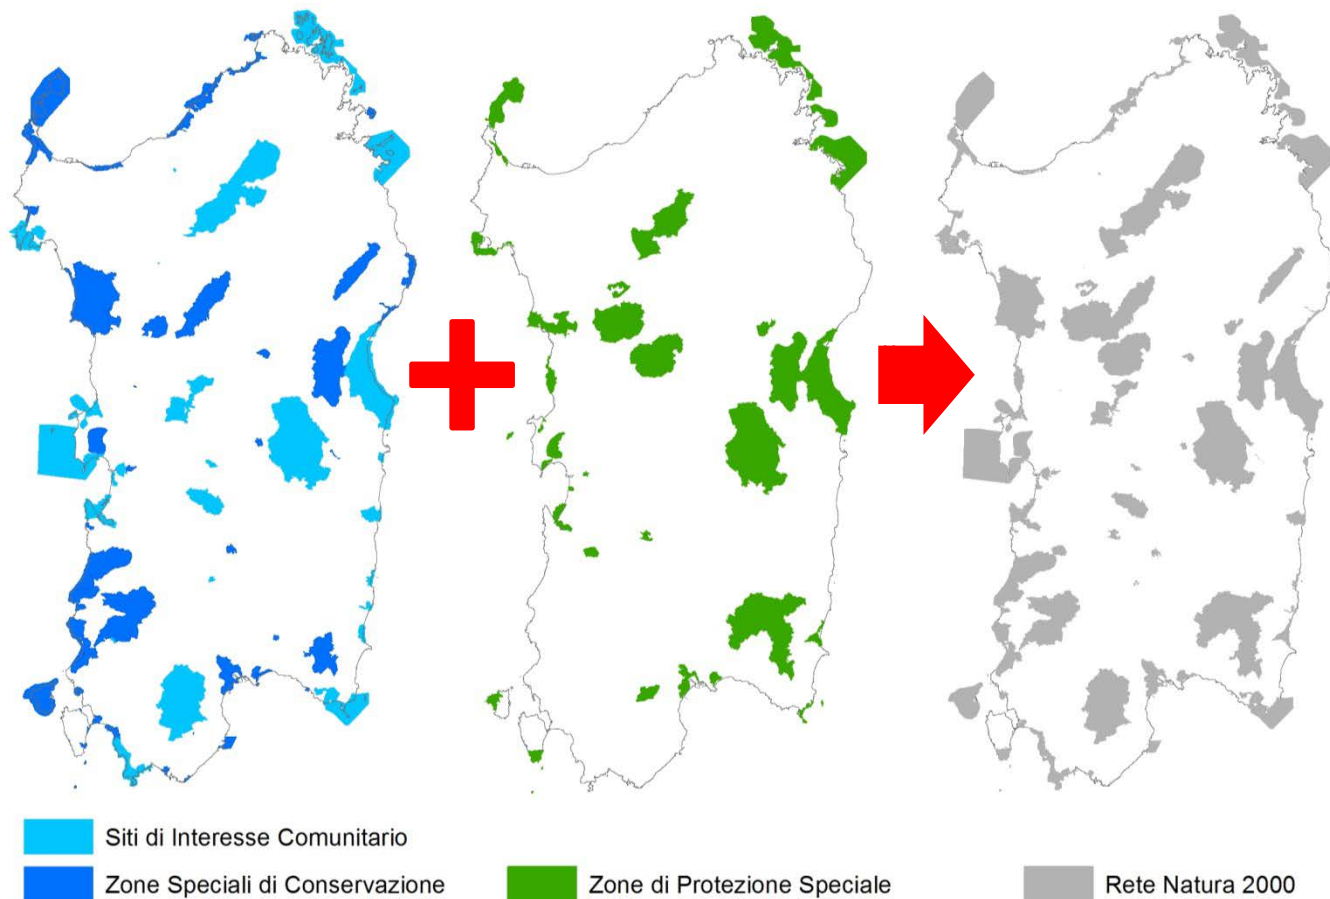 Siti di Interesse Comunitario
Zone Speciali di Conservazione
Zone di Protezione Speciale
Rete Natura 2000